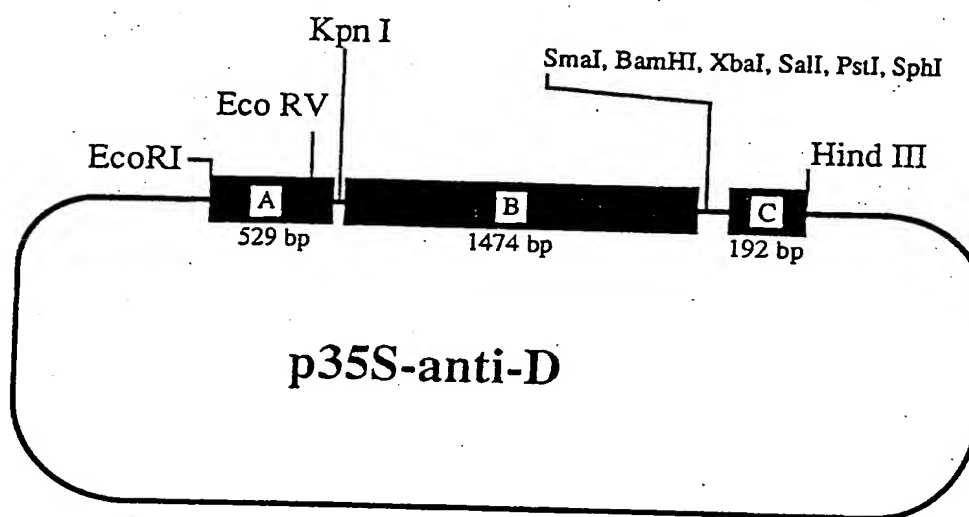 Kpn I
SmaI, BamHI, XbaI, SalI, PstI, SphI
Eco RV
EcoRI
Hind III
A
B
C
529 bp
1474 bp
192 bp
p35S-anti-D